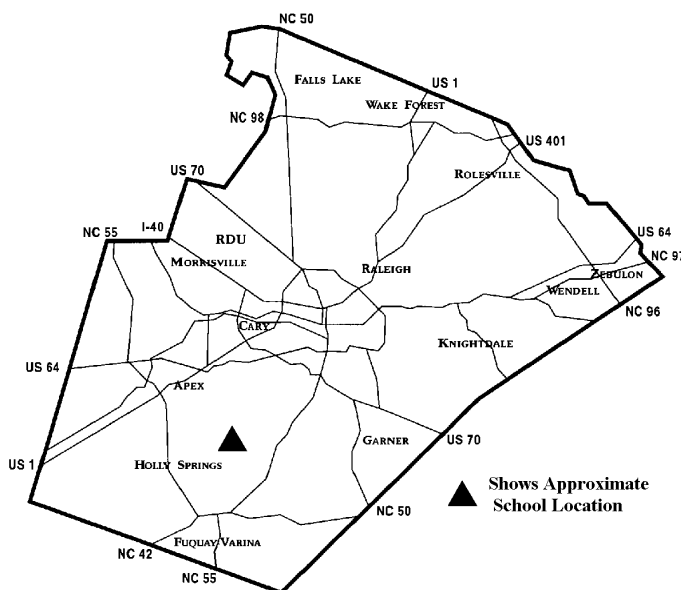 NC 50
FALLS LAKE
US 1
WAKE FOREST
NC 98
US 401
US 70
ROLESVILLE
I-40
NC 55
RDU
US 64
NC 97
MORRISVILLE
RALEIGH
ZEBULON
WENDELL
NC 96
CARY
KNIGHTDALE
US 64
APEX
GARNER
US 70
US 1
HOLLY SPRINGS
Shows Approximate
School Location
NC 50
FUQUAY-VARINA
NC 42
NC 55